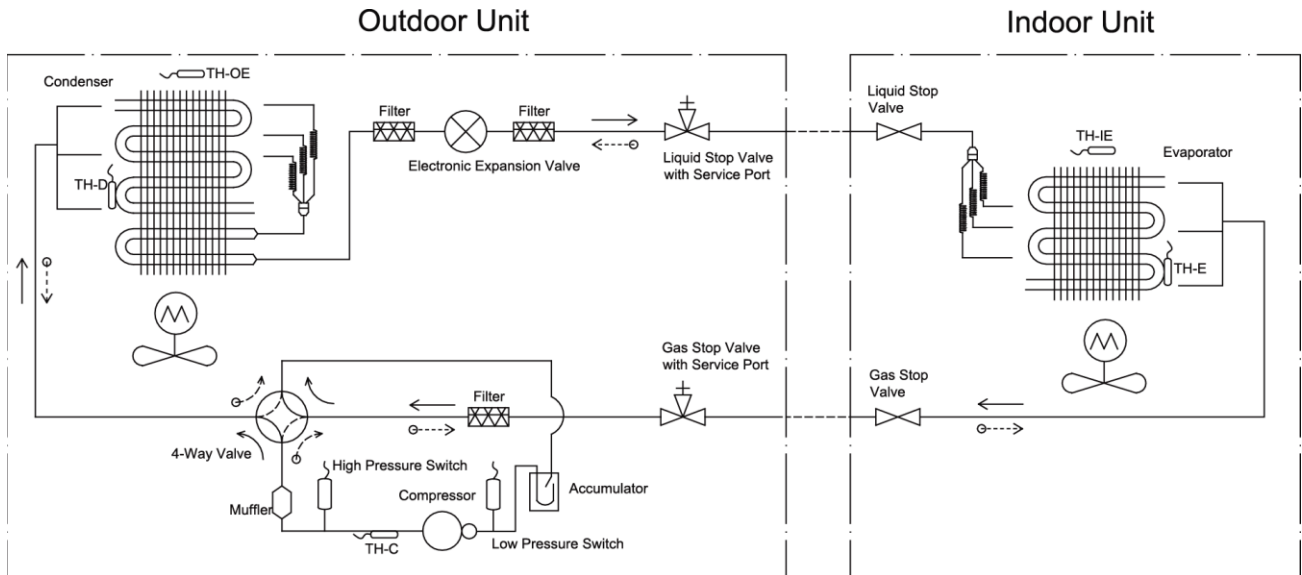 Outdoor Unit
Indoor Unit
Condenser
TH-OE
TH-D
Filter
Filter
Electronic Expansion Valve
Liquid Stop Valve
with Service Port
Liquid Stop
Valve
TH-IE
Evaporator
TH-E
Gas Stop Valve
with Service Port
Gas Stop
Valve
Filter
4-Way Valve
High Pressure Switch
Compressor
Accumulator
Muffler
TH-C
Low Pressure Switch